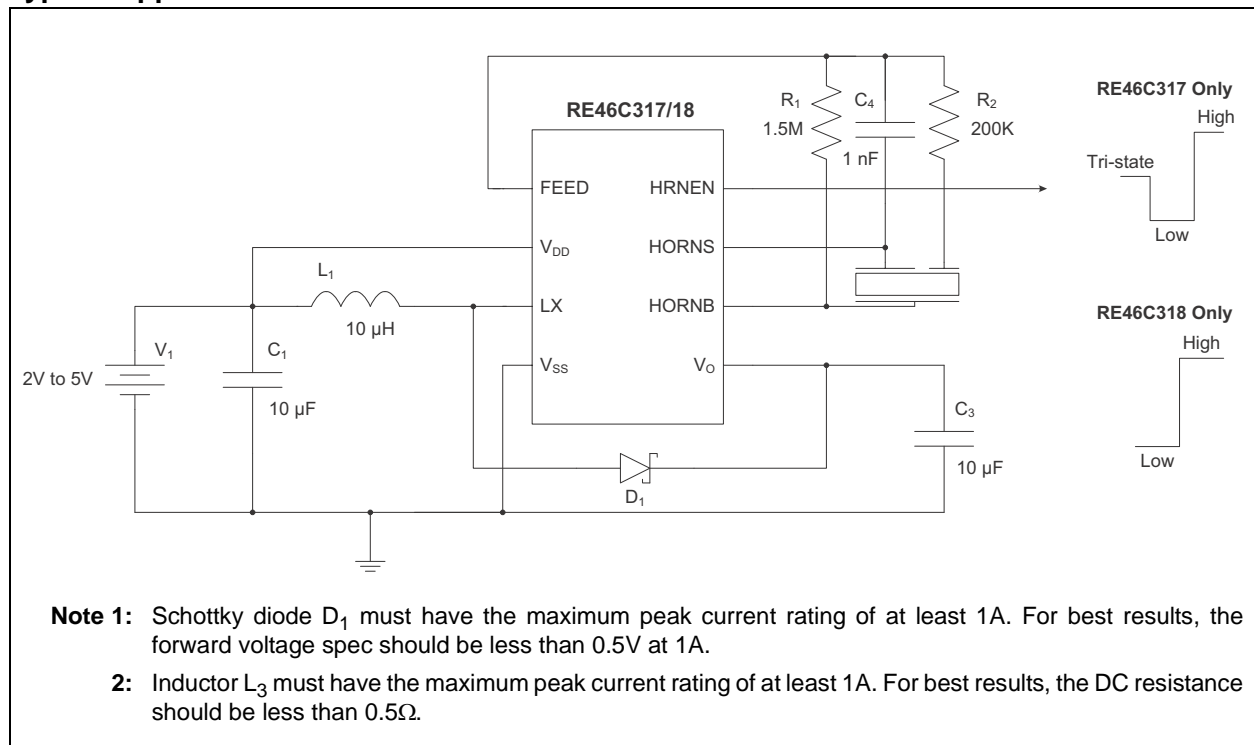 RE46C317/18
R1
1.5M
C4
1 nF
R2
200K
RE46C317 Only
High
Tri-state
Low
FEED
HRNEN
VDD
HORNS
L1
10 µH
LX
HORNB
RE46C318 Only
High
Low
V1
2V to 5V
C1
10 µF
VSS
VO
C3
10 µF
D1
Note 1: Schottky diode D1 must have the maximum peak current rating of at least 1A. For best results, the
forward voltage spec should be less than 0.5V at 1A.
2: Inductor L3 must have the maximum peak current rating of at least 1A. For best results, the DC resistance
should be less than 0.5Ω.